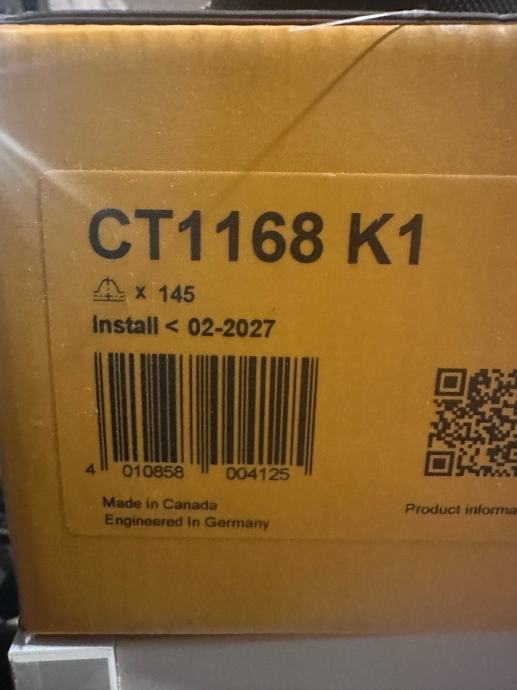 CT1168 K1
x 145
Install < 02-2027
4 010858 004125
Made in Canada
Engineered In Germany
Product informa